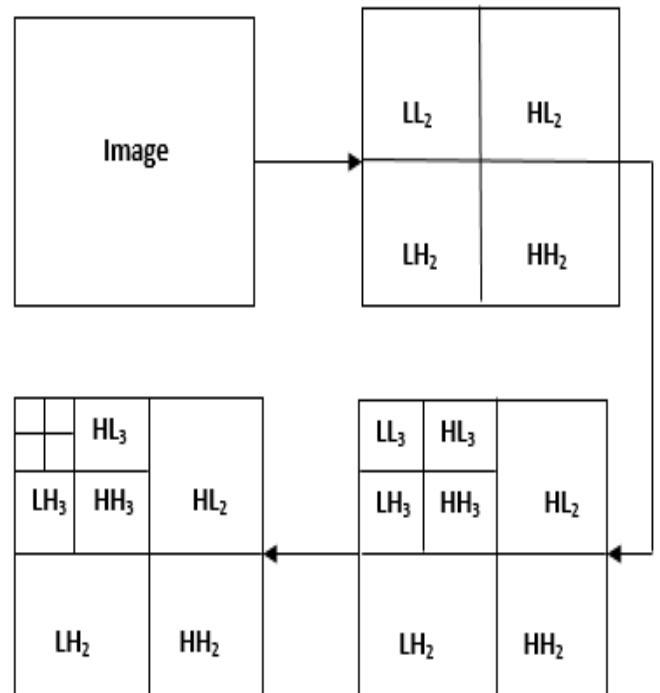 Image
LL₂ HL₂
LH₂ HH₂
HL₃
LH₃ HH₃ HL₂
LH₂ HH₂
LL₃ HL₃
LH₃ HH₃ HL₂
LH₂ HH₂